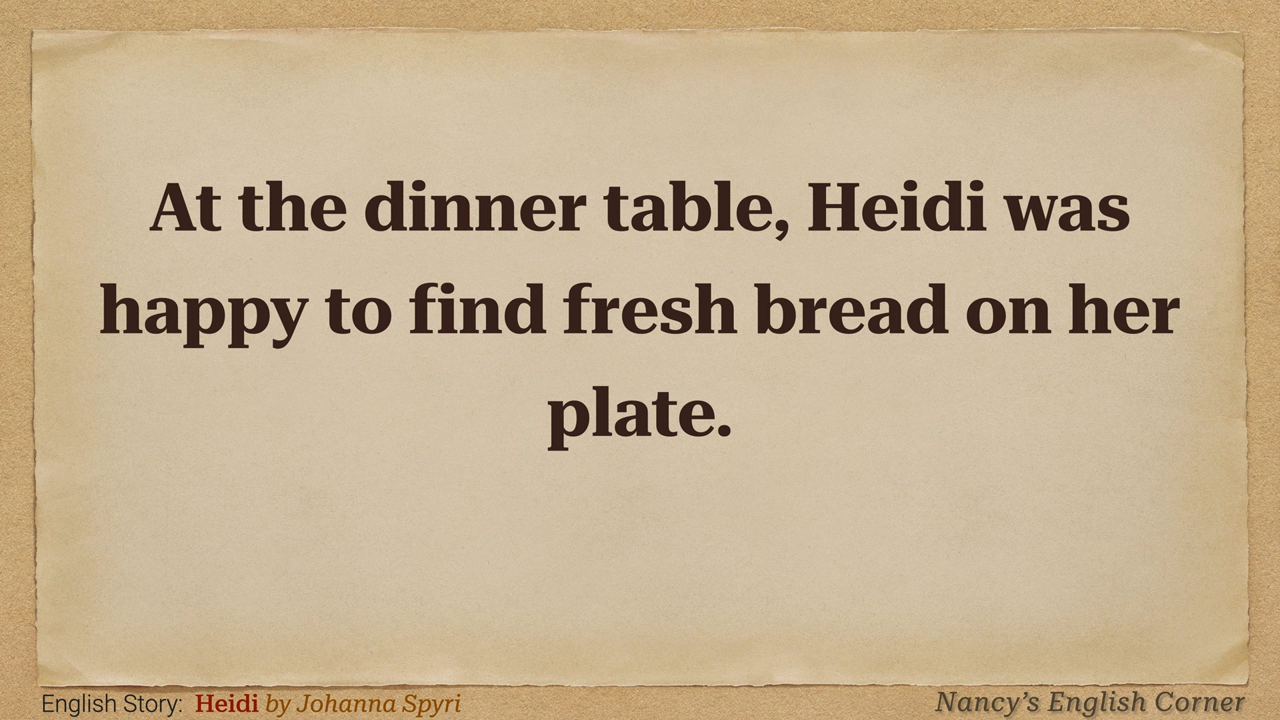 At the dinner table, Heidi was
happy to find fresh bread on her
plate.
English Story: Heidi by Johanna Spyri
Nancy’s English Corner